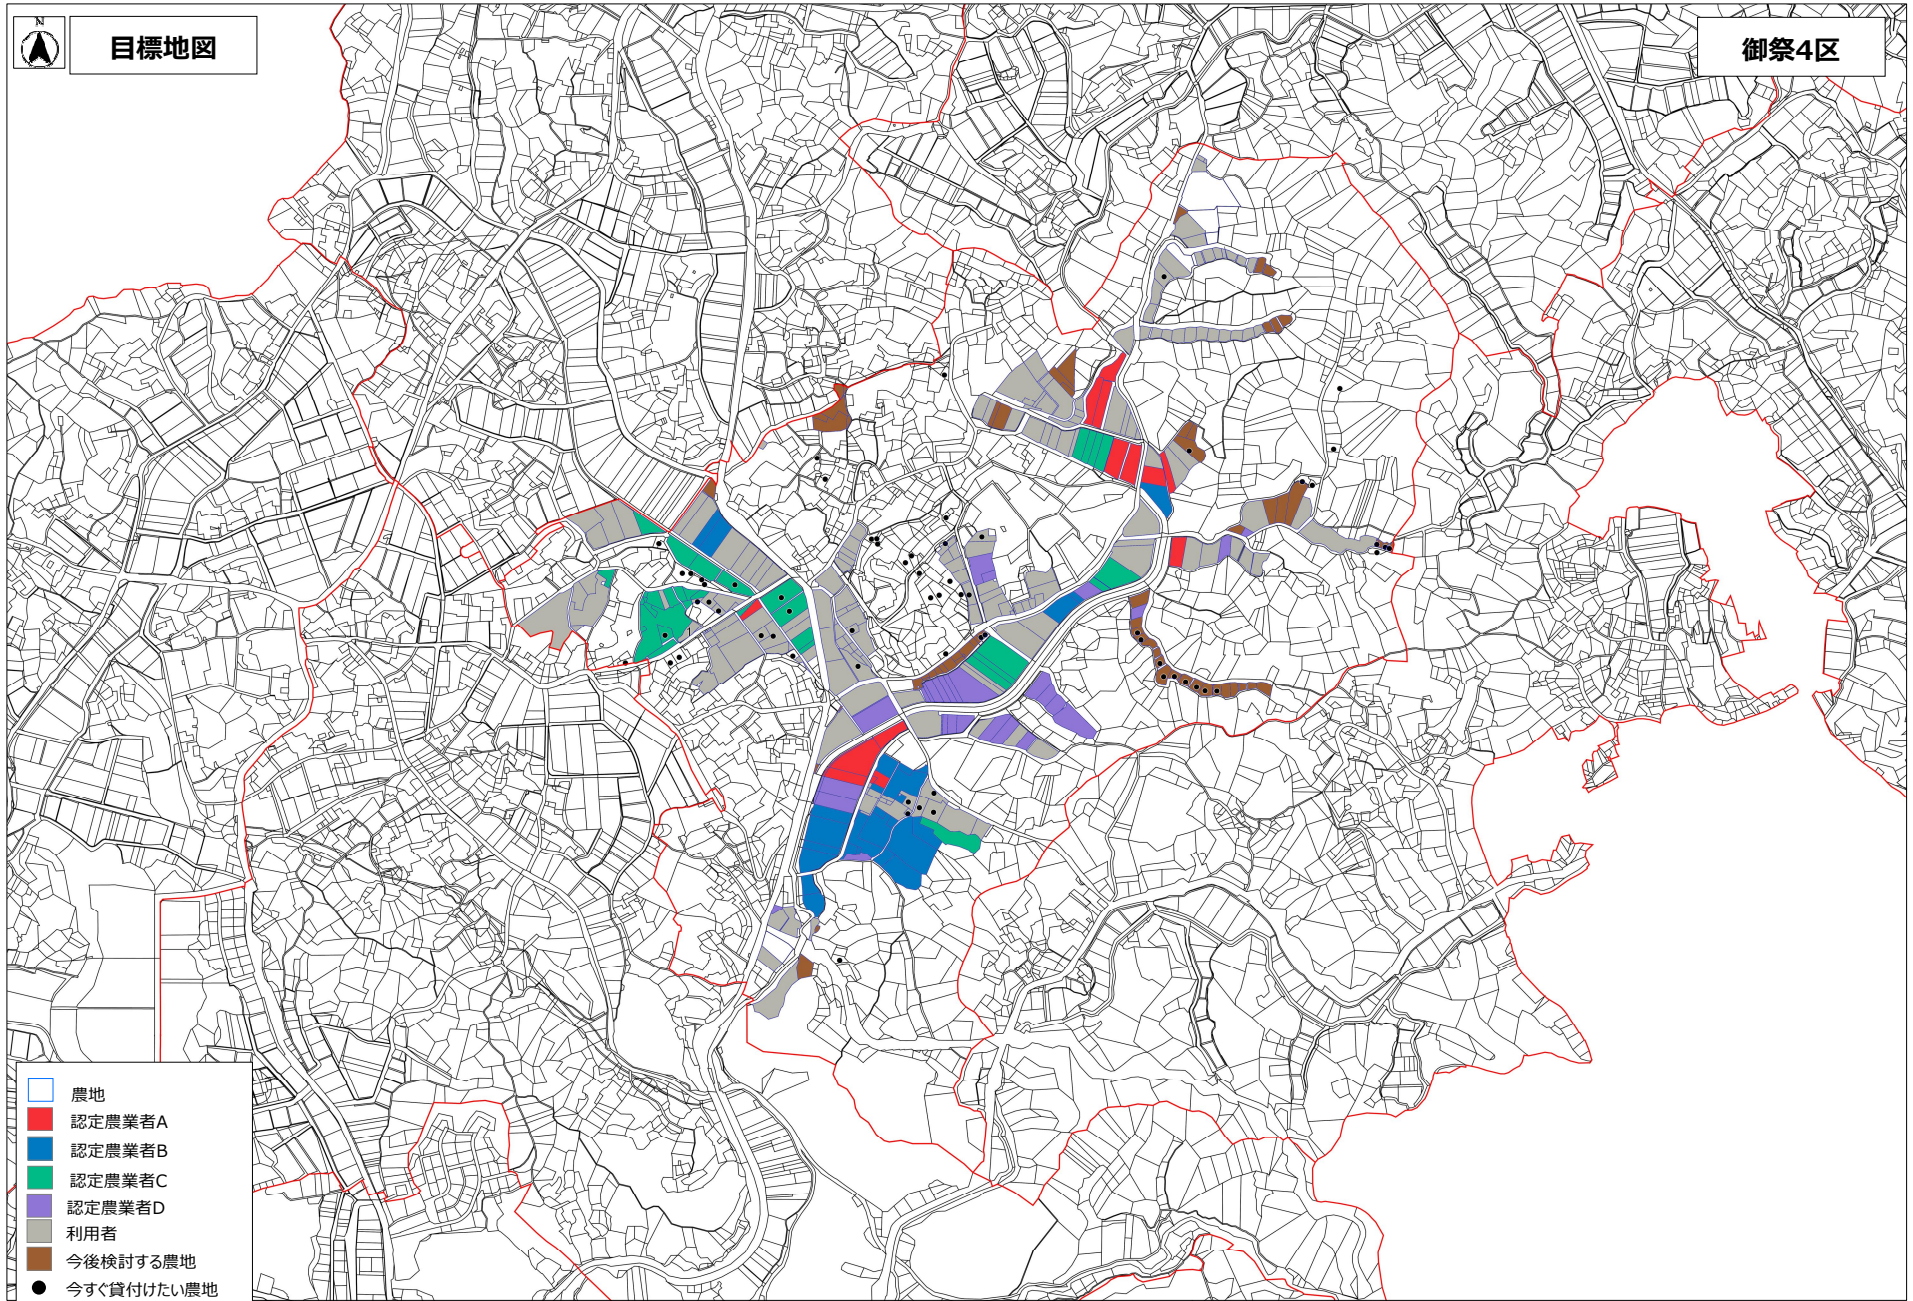 N
目標地図
御祭4区
農地
認定農業者A
認定農業者B
認定農業者C
認定農業者D
利用者
今後検討する農地
今すぐ貸付けたい農地